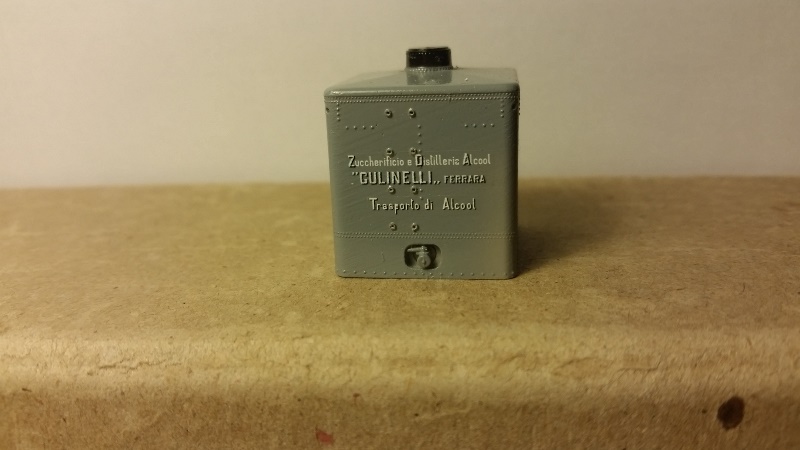 Zuccherificio e Distillerie Alcool
"GULINELLI,, FERRARA
Trasporto di Alcool